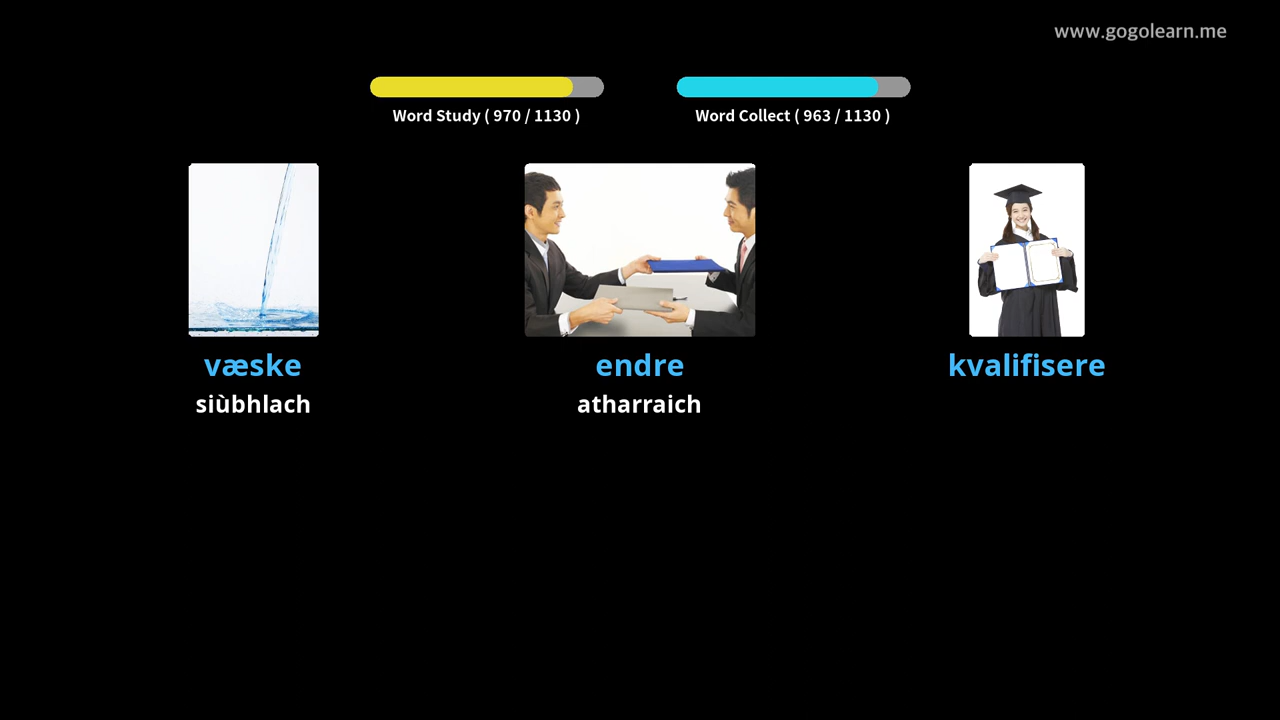 www.gogolearn.me
Word Study ( 970 / 1130 )
Word Collect ( 963 / 1130 )
væske
endre
kvalifisere
siùbhlach
atharraich